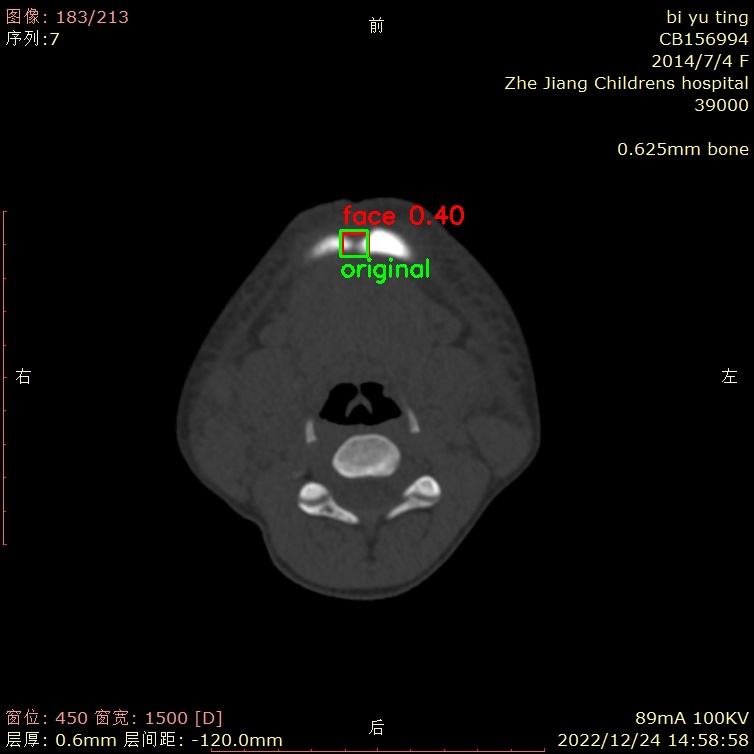 图像: 183/213
序列:7
前
bi yu ting
CB156994
2014/7/4 F
Zhe Jiang Childrens hospital
39000
0.625mm bone
face 0.40
original
右
左
窗位: 450 窗宽: 1500 [D]
层厚: 0.6mm 层间距: -120.0mm
后
89mA 100KV
2022/12/24 14:58:58